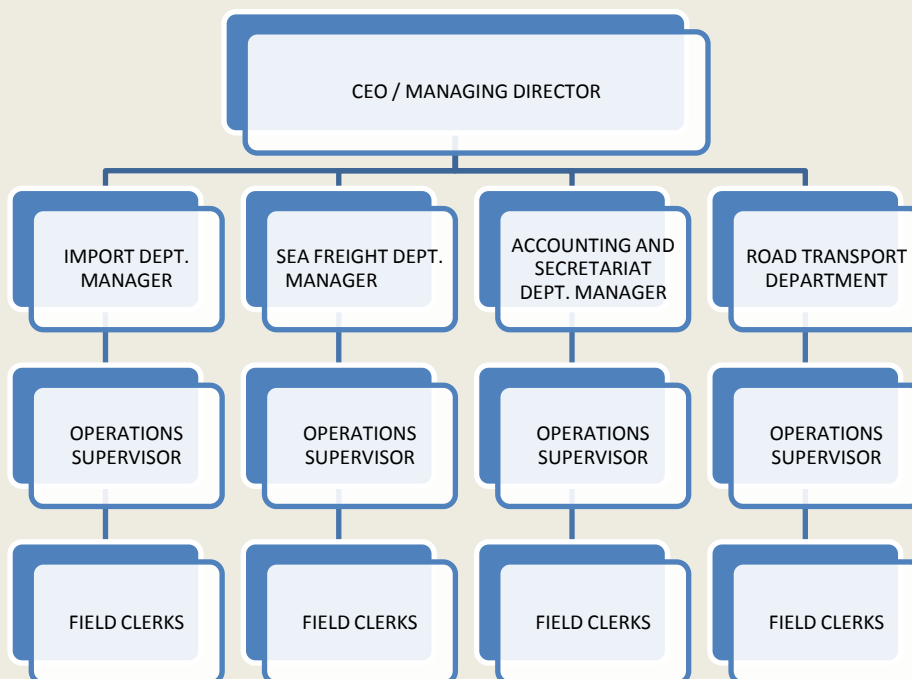 CEO / MANAGING DIRECTOR
IMPORT DEPT.
MANAGER
SEA FREIGHT DEPT.
MANAGER
ACCOUNTING AND
SECRETARIAT
DEPT. MANAGER
ROAD TRANSPORT
DEPARTMENT
OPERATIONS
SUPERVISOR
OPERATIONS
SUPERVISOR
OPERATIONS
SUPERVISOR
OPERATIONS
SUPERVISOR
FIELD CLERKS
FIELD CLERKS
FIELD CLERKS
FIELD CLERKS